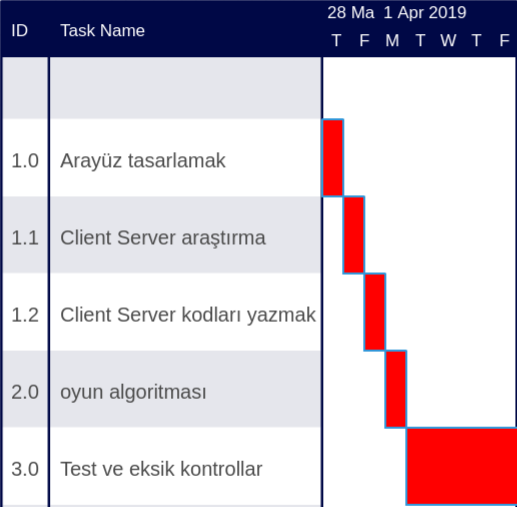 ID Task Name 28 Ma 1 Apr 2019
T F M T W T F
1.0 Arayüz tasarlamak
1.1 Client Server araştırma
1.2 Client Server kodları yazmak
2.0 oyun algoritması
3.0 Test ve eksik kontrollar